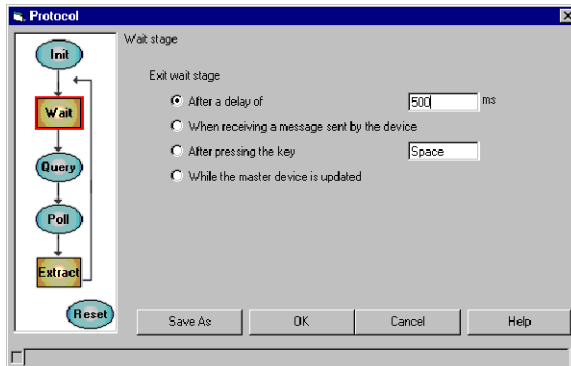 Protocol
Wait stage
Init
Exit wait stage
After a delay of 500 ms
Wait
When receiving a message sent by the device
After pressing the key Space
Query
While the master device is updated
Poll
Extract
Reset
Save As OK Cancel Help